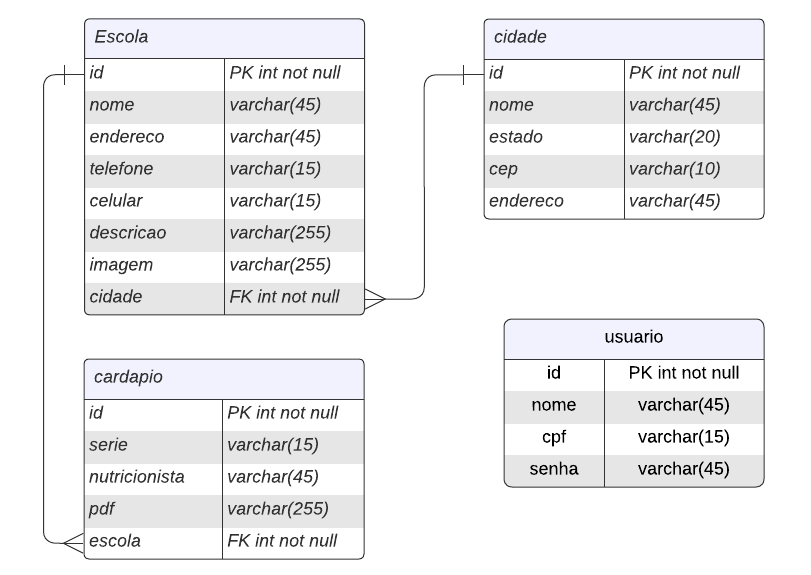 Escola
id PK int not null
nome varchar(45)
endereco varchar(45)
telefone varchar(15)
celular varchar(15)
descricao varchar(255)
imagem varchar(255)
cidade FK int not null
cidade
id PK int not null
nome varchar(45)
estado varchar(20)
cep varchar(10)
endereco varchar(45)
cardapio
id PK int not null
serie varchar(15)
nutricionista varchar(45)
pdf varchar(255)
escola FK int not null
usuario
id PK int not null
nome varchar(45)
cpf varchar(15)
senha varchar(45)